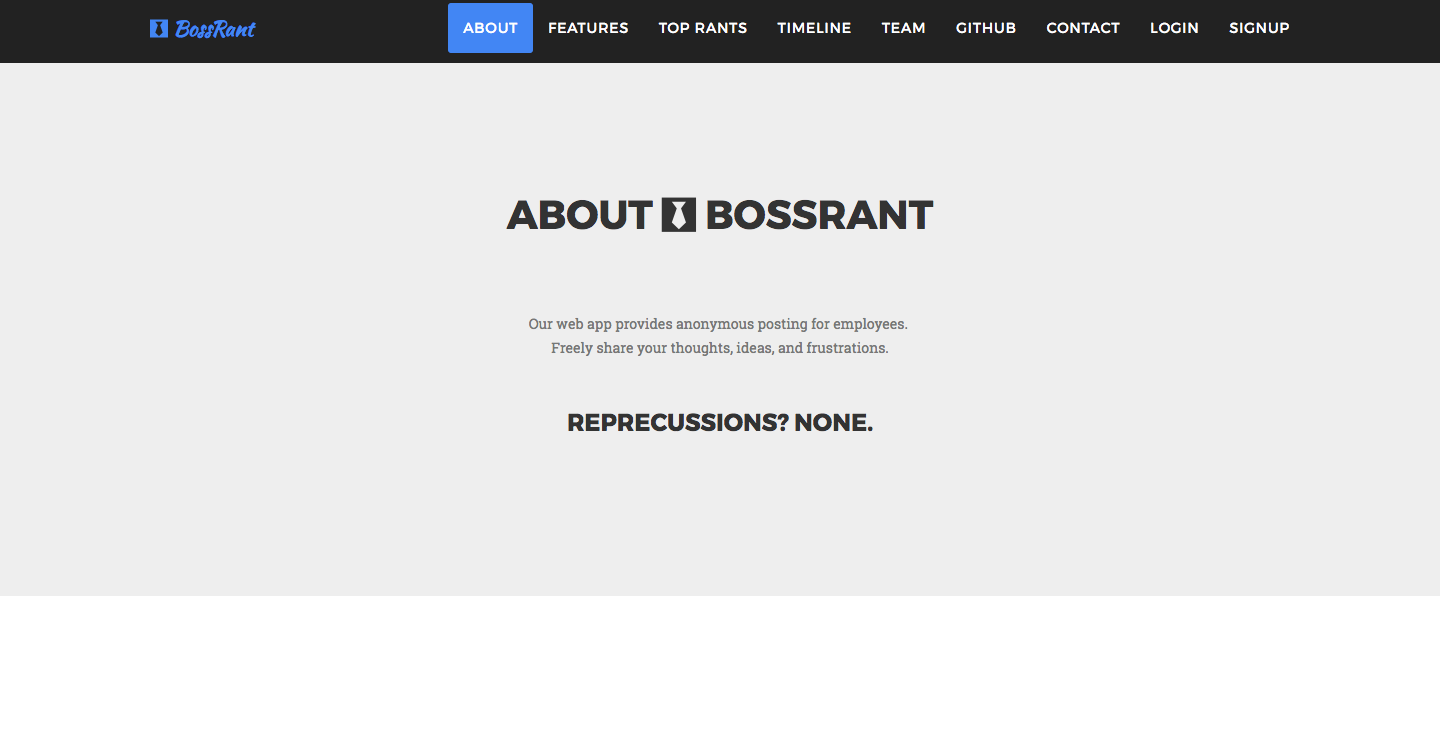 BossRant
ABOUT FEATURES TOP RANTS TIMELINE TEAM GITHUB CONTACT LOGIN SIGNUP
ABOUT BOSSRANT
Our web app provides anonymous posting for employees.
Freely share your thoughts, ideas, and frustrations.
REPRECUSSIONS? NONE.